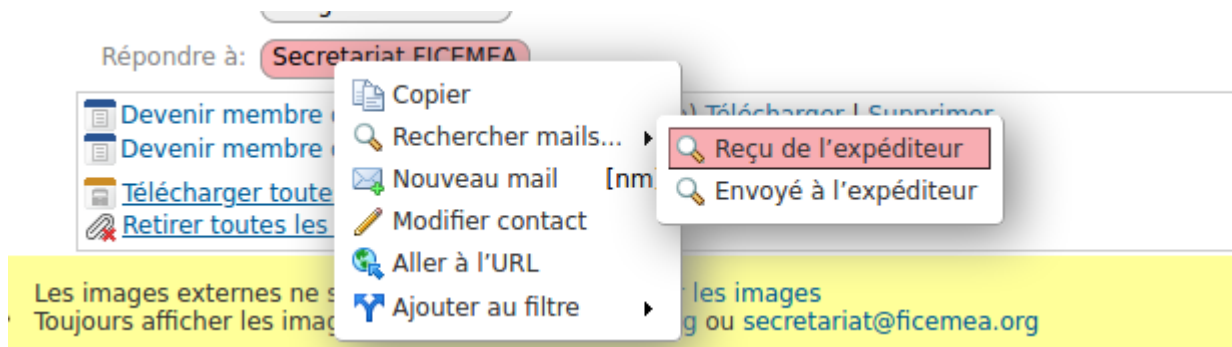 Répondre à: Secretariat FICEMEA
Devenir membre
Télécharger | Supprimer
Devenir membre
Télécharger toute
Retirer toutes les
Copier
Rechercher mails...
Nouveau mail [nm
Modifier contact
Aller à l'URL
Ajouter au filtre
Reçu de l'expéditeur
Envoyé à l'expéditeur
Les images externes ne s
les images
Toujours afficher les imag
g ou secretariat@ficemea.org